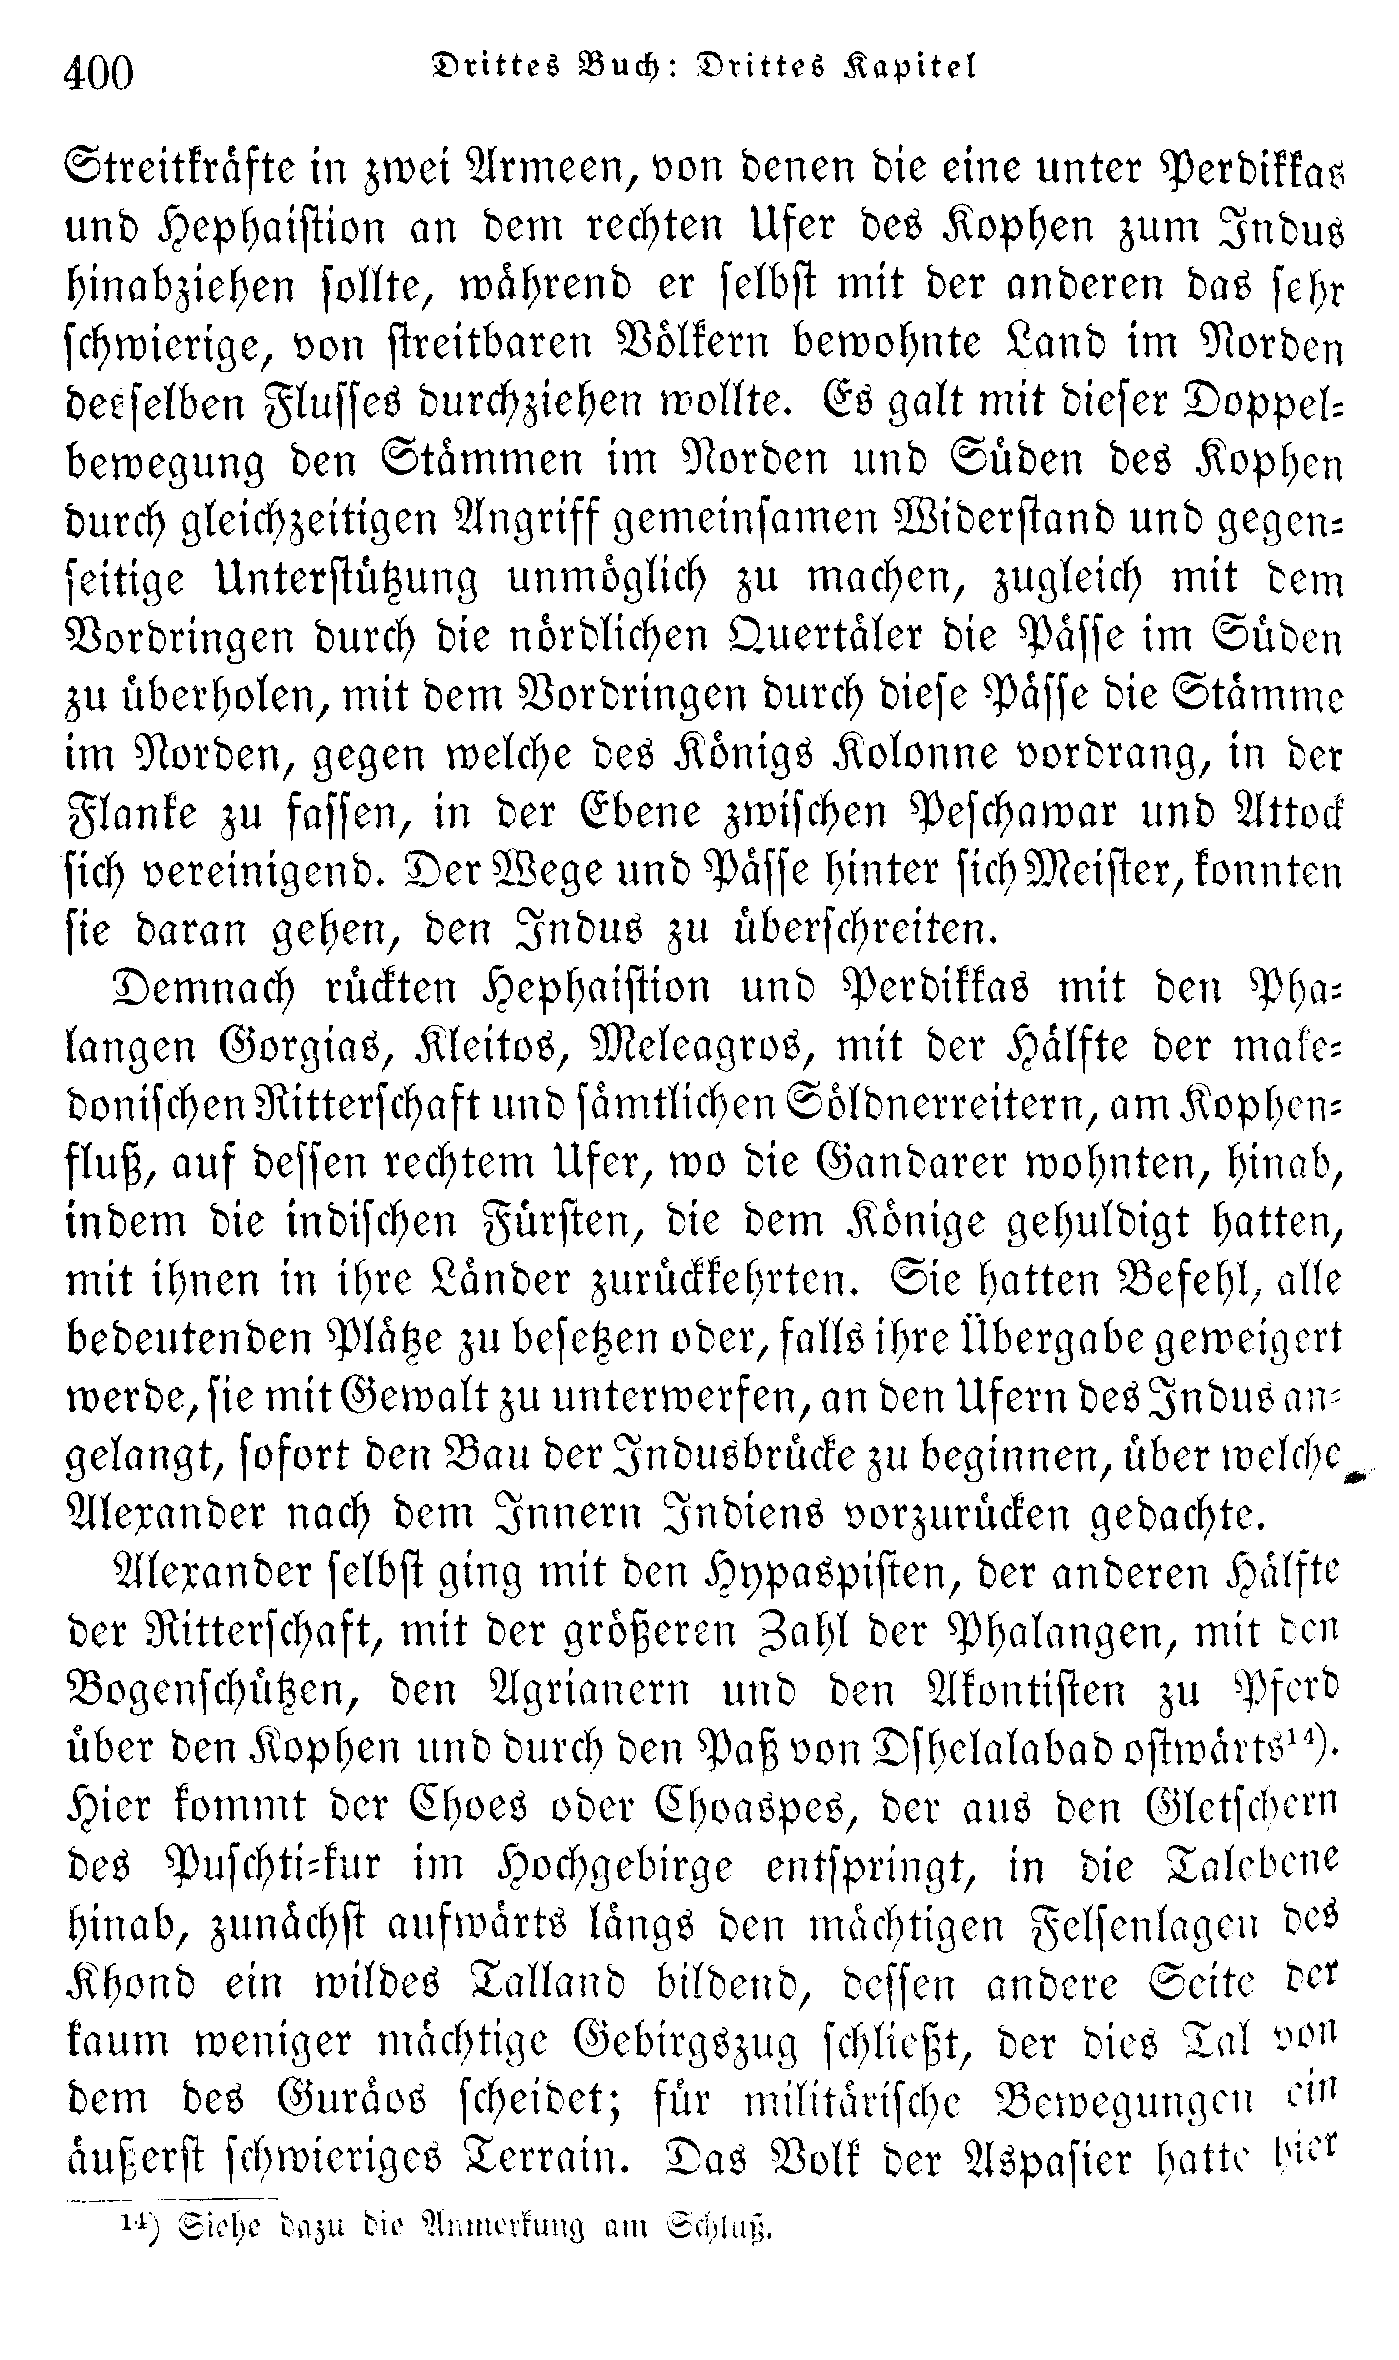 400 Drittes Buch: Drittes Kapitel
Streitkräfte in zwei Armeen, von denen die eine unter Perdikkas
und Hephaistion an dem rechten Ufer des Kophen zum Indus
hinabziehen sollte, während er selbst mit der anderen das sehr
schwierige, von streitbaren Völkern bewohnte Land im Norden
desselben Flusses durchziehen wollte. Es galt mit dieser Doppel-
bewegung den Stämmen im Norden und Süden des Kophen
durch gleichzeitigen Angriff gemeinsamen Widerstand und gegen-
seitige Unterstützung unmöglich zu machen, zugleich mit dem
Vordringen durch die nördlichen Quertäler die Pässe im Süden
zu überholen, mit dem Vordringen durch diese Pässe die Stämme
im Norden, gegen welche des Königs Kolonne vordrang, in der
Flanke zu fassen, in der Ebene zwischen Peschawar und Attock
sich vereinigend. Der Wege und Pässe hinter sich Meister, konnten
sie daran gehen, den Indus zu überschreiten.
Demnach rückten Hephaistion und Perdikkas mit den Pha-
langen Gorgias, Kleitos, Meleagros, mit der Hälfte der make-
donischen Ritterschaft und sämtlichen Söldnerreitern, am Kophen-
fluß, auf dessen rechtem Ufer, wo die Gandarer wohnten, hinab,
indem die indischen Fürsten, die dem Könige gehuldigt hatten,
mit ihnen in ihre Länder zurückkehrten. Sie hatten Befehl, alle
bedeutenden Plätze zu besetzen oder, falls ihre Übergabe geweigert
werde, sie mit Gewalt zu unterwerfen, an den Ufern des Indus an-
gelangt, sofort den Bau der Indusbrücke zu beginnen, über welche
Alexander nach dem Innern Indiens vorzurücken gedachte.
Alexander selbst ging mit den Hypaspisten, der anderen Hälfte
der Ritterschaft, mit der größeren Zahl der Phalangen, mit den
Bogenschützen, den Agrianern und den Akontisten zu Pferd
über den Kophen und durch den Paß von Dshelalabad ostwärts¹⁴).
Hier kommt der Choes oder Choaspes, der aus den Gletschern
des Puschti-kur im Hochgebirge entspringt, in die Talebene
hinab, zunächst aufwärts längs den mächtigen Felsenlagen des
Khond ein wildes Talland bildend, dessen andere Seite der
kaum weniger mächtige Gebirgszug schließt, der dies Tal von
dem des Guräos scheidet; für militärische Bewegungen ein
äußerst schwieriges Terrain. Das Volk der Aspasier hatte hier
¹⁴) Siehe dazu die Anmerkung am Schluß.